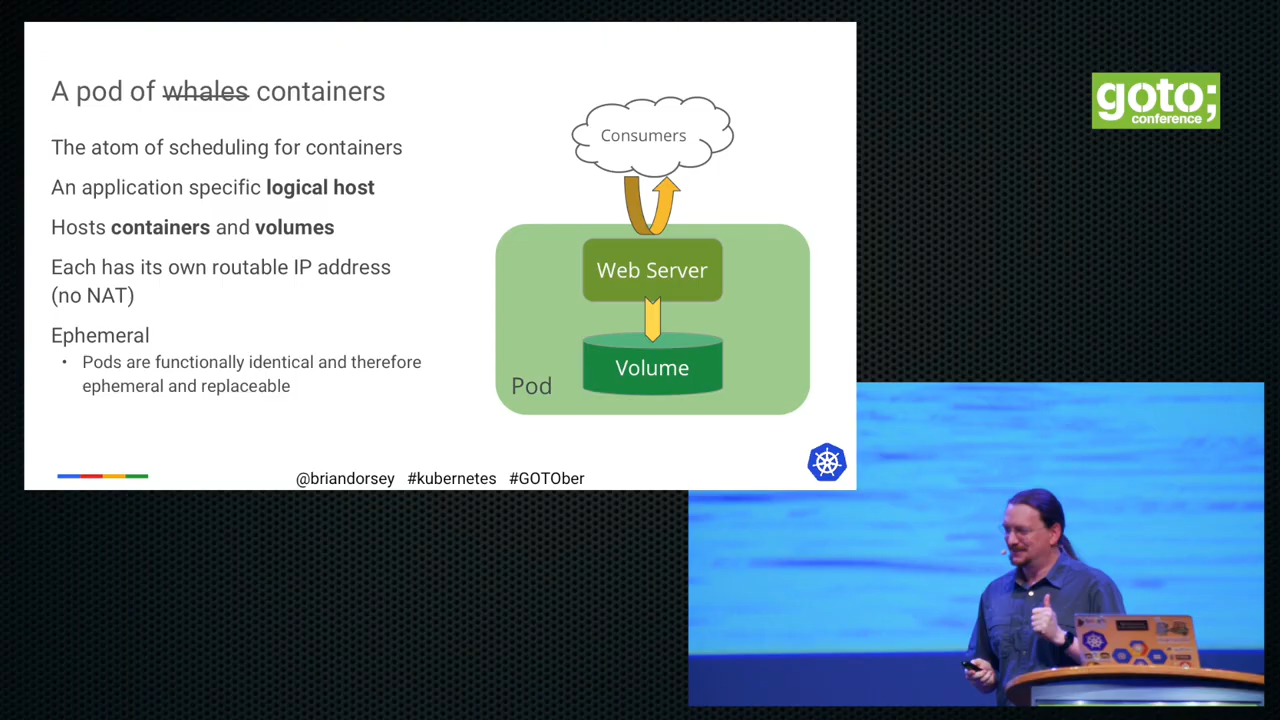 A pod of whales containers
The atom of scheduling for containers
An application specific logical host
Hosts containers and volumes
Each has its own routable IP address
(no NAT)
Ephemeral
• Pods are functionally identical and therefore
ephemeral and replaceable
Consumers
Web Server
Volume
Pod
@briandorsey #kubernetes #GOTOber
goto;
conference